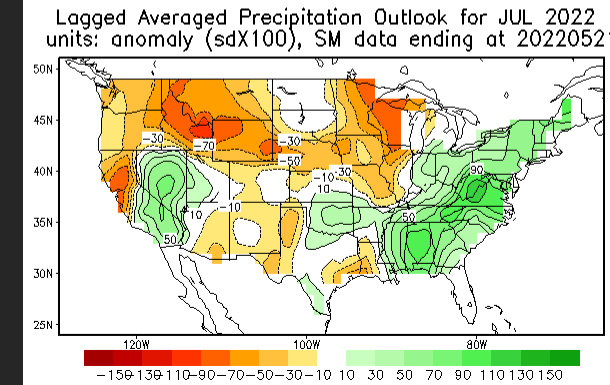 Lagged Averaged Precipitation Outlook for JUL 2022
units: anomaly (sdX100), SM data ending at 20220521
50N
45N
40N
35N
30N
25N
-30
-70
-30
-50
-10
-30
10
90
-10
-10
50
50
120W 100W 80W
-150 -130 -110 -90 -70 -50 -30 -10 10 30 50 70 90 110 130 150